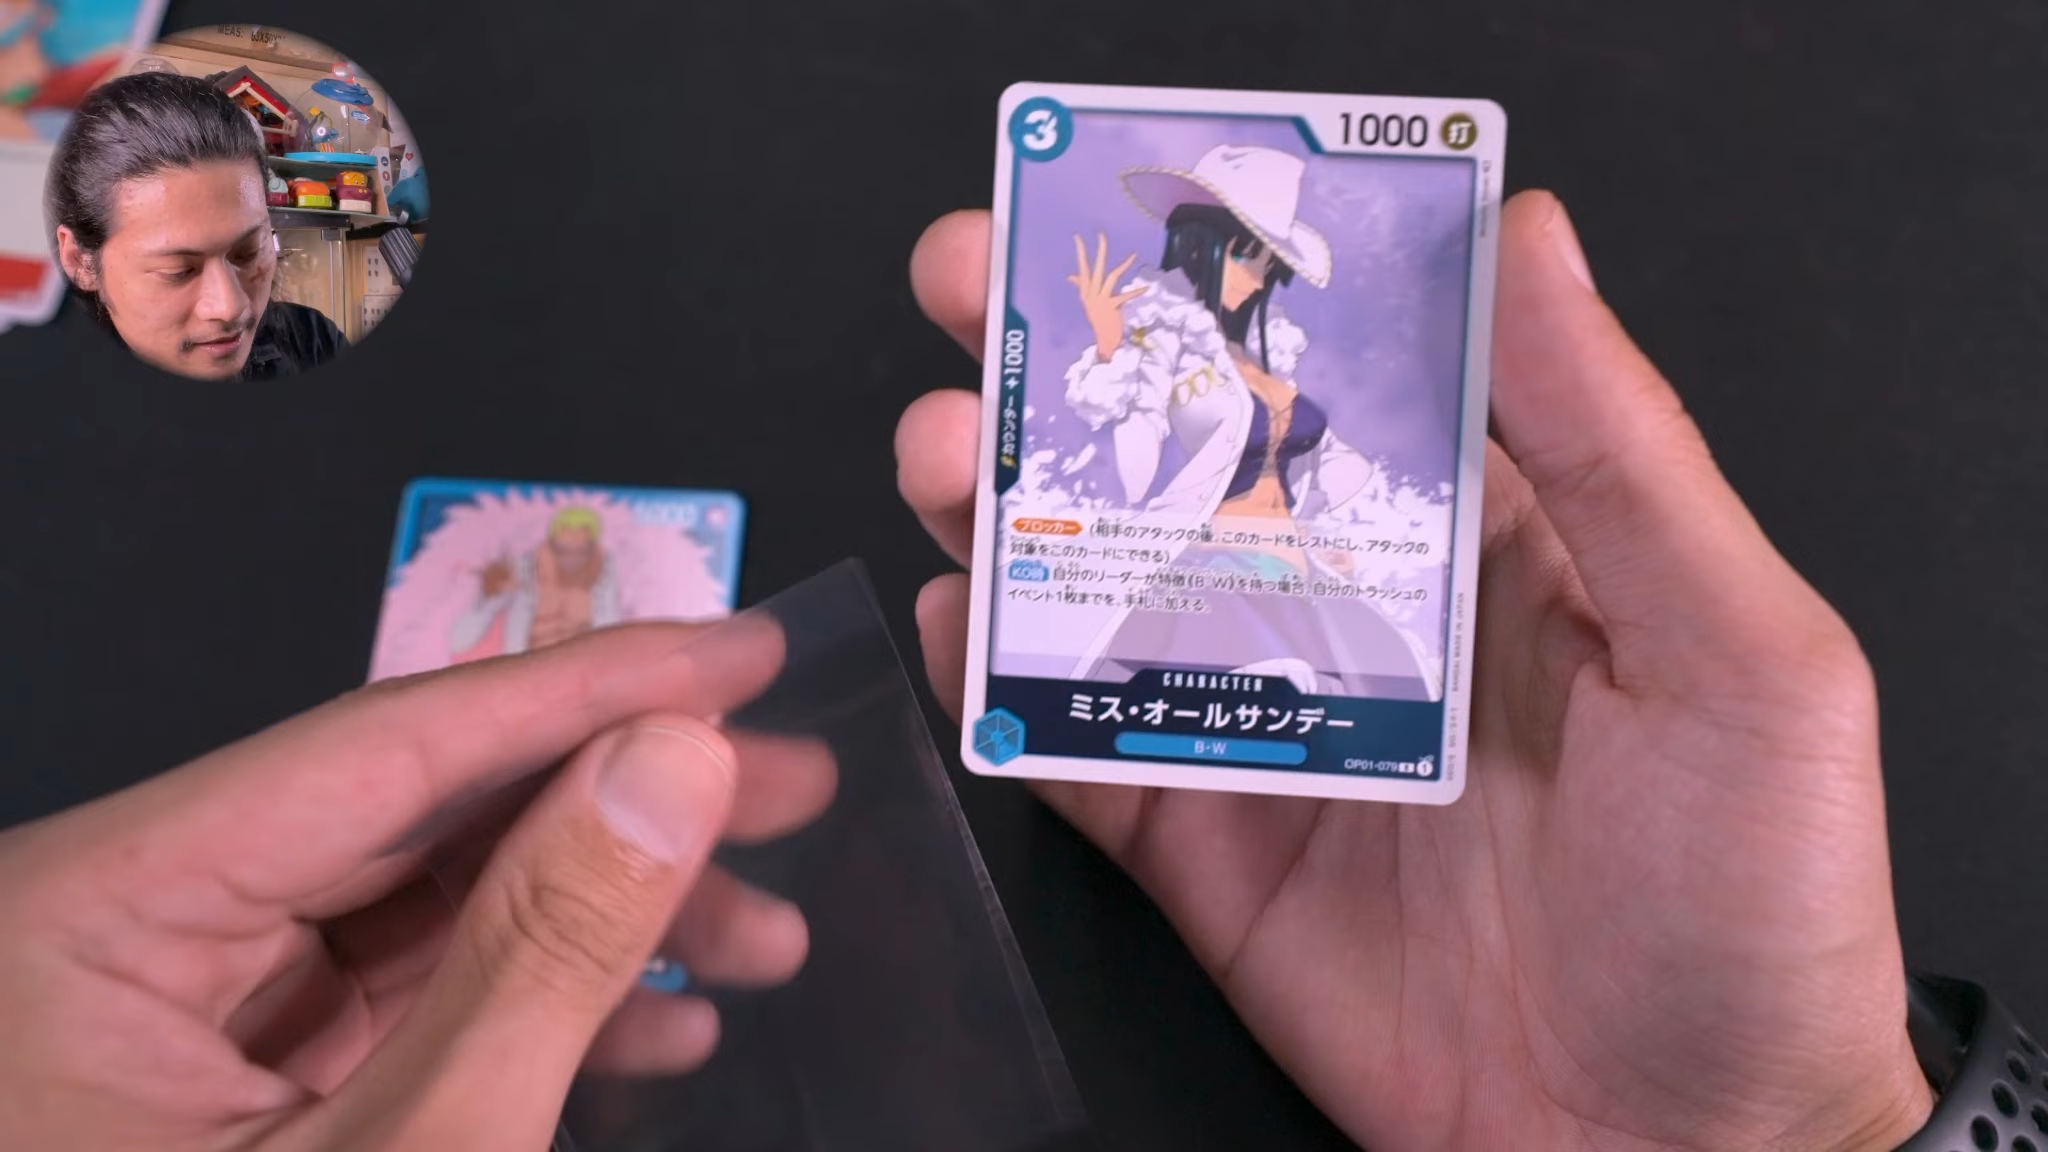 MEAS:
3
1000 打
カウンター +1000
ブロッカー (相手のアタックの後、このカードをレストにし、アタックの
対象をこのカードにできる)
KO時 自分のリーダーが特徴《B・W》を持つ場合、自分のトラッシュの
イベント1枚までを、手札に加える。
CHARACTER
ミス・オールサンデー
B・W
OP01-079 R 1